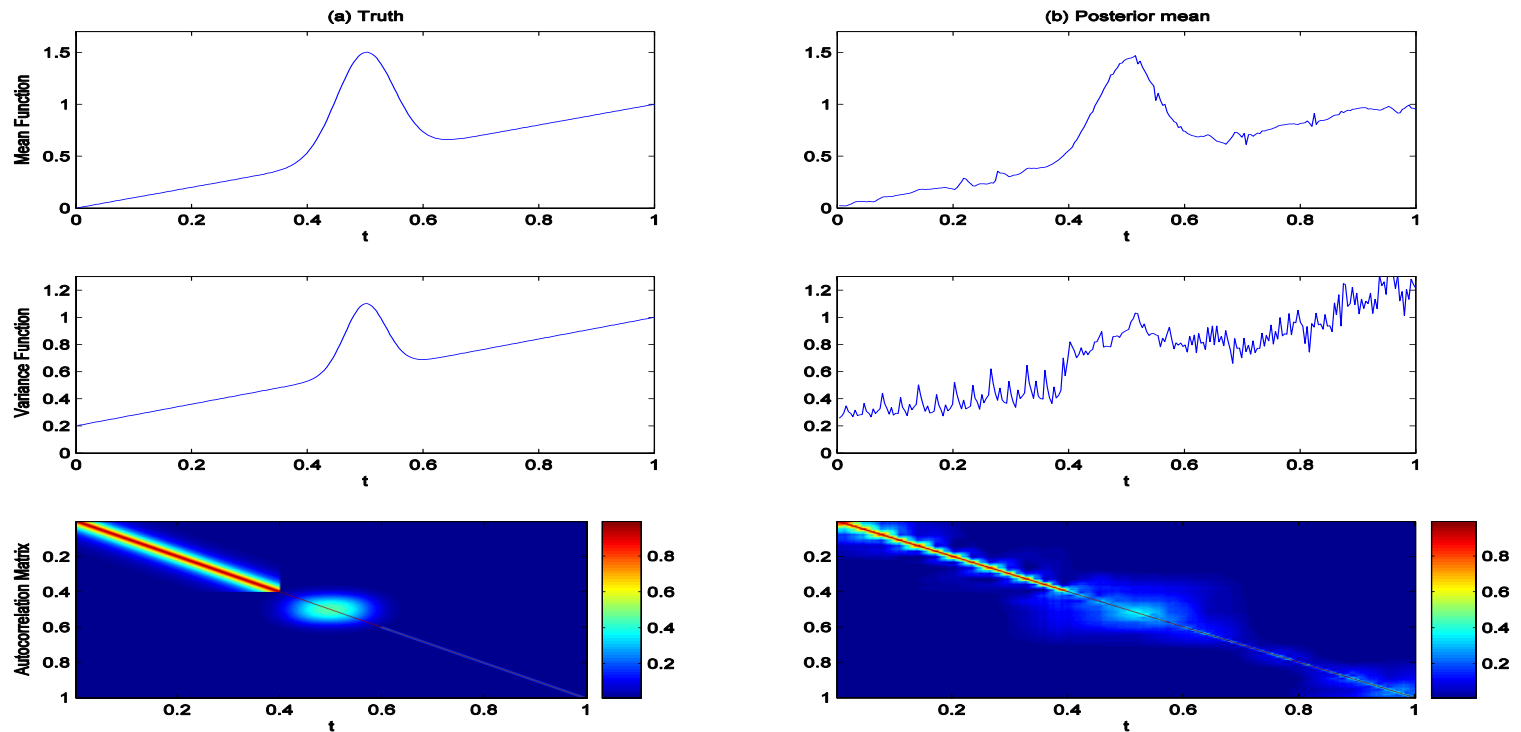 (a) Truth
(b) Posterior mean
Mean Function
1.5
1
0.5
0
0 0.2 0.4 0.6 0.8 1
t
1.5
1
0.5
0
0 0.2 0.4 0.6 0.8 1
t
Variance Function
1.2
1
0.8
0.6
0.4
0.2
0
0 0.2 0.4 0.6 0.8 1
t
1.2
1
0.8
0.6
0.4
0.2
0
0 0.2 0.4 0.6 0.8 1
t
Autocorrelation Matrix
0.2
0.4
0.6
0.8
1
0.2 0.4 0.6 0.8 1
t
0.8
0.6
0.4
0.2
0.2
0.4
0.6
0.8
1
0.2 0.4 0.6 0.8 1
t
0.8
0.6
0.4
0.2